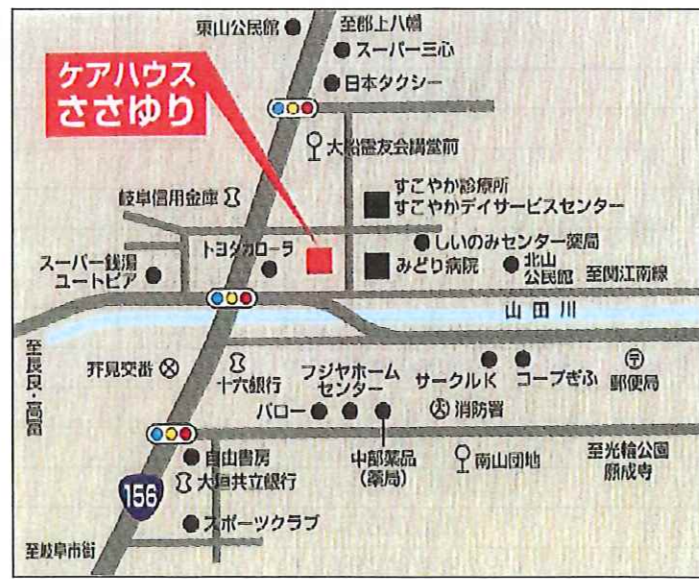 東山公民館
至郡上八幡
スーパー三心
日本タクシー
ケアハウス
ささゆり
大船霊友会講堂前
岐阜信用金庫
すこやか診療所
すこやかデイサービスセンター
トヨタカローラ
しいのみセンター薬局
みどり病院
北山
公民館
至関江南線
スーパー銭湯
ユートピア
山田川
至長良・高富
芥見交番
十六銀行
フジヤホーム
センター
サークルK
コープぎふ
郵便局
バロー
消防署
自由書房
中部薬品
(薬局)
南山団地
至光輪公園
願成寺
大垣共立銀行
156
スポーツクラブ
至岐阜市街